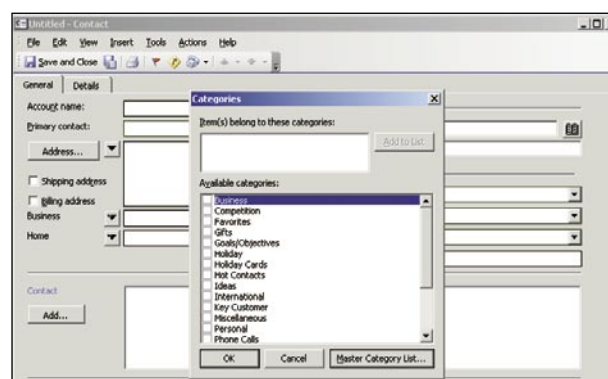 Untitled - Contact
File Edit View Insert Tools Actions Help
Save and Close
General Details
Account name:
Primary contact:
Address...
Shipping address
Billing address
Business
Home
Contact
Add...
Categories
Item(s) belong to these categories:
Add to List
Available categories:
Business
Competition
Favorites
Gifts
Goals/Objectives
Holiday
Holiday Cards
Hot Contacts
Ideas
International
Key Customer
Miscellaneous
Personal
Phone Calls
OK Cancel Master Category List...